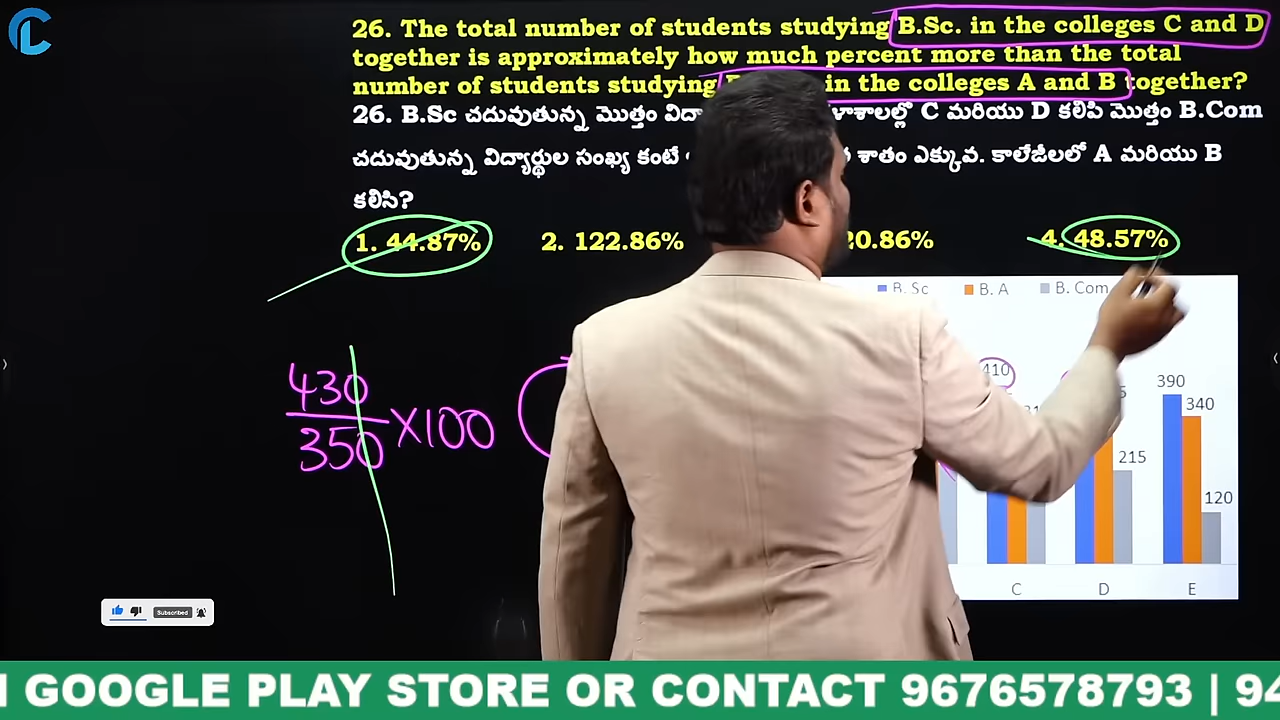 26. The total number of students studying B.Sc. in the colleges C and D
together is approximately how much percent more than the total
number of students studying in the colleges A and B together?
26. B.Sc చదువుతున్న మొత్తం C మరియు D కలిపి మొత్తం B.Com
చదువుతున్న విద్యార్థుల సంఖ్య కంటే శాతం ఎక్కువ. కాలేజీలలో A మరియు B
కలిసి?
1. 44.87% 2. 122.86% 20.86% 4. 48.57%
B. Sc B. A B. Com
430
350
×100
410
390
340
215
120
C D E
Subscribed
GOOGLE PLAY STORE OR CONTACT 9676578793 | 94